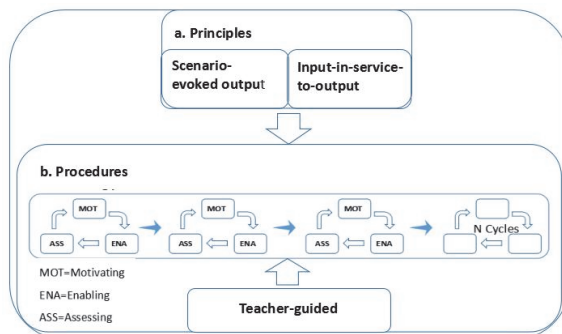 a. Principles
Scenario-
evoked output
Input-in-service-
to-output
b. Procedures
MOT
ASS
ENA
MOT
ASS
ENA
MOT
ASS
ENA
N Cycles
MOT=Motivating
ENA=Enabling
ASS=Assessing
Teacher-guided